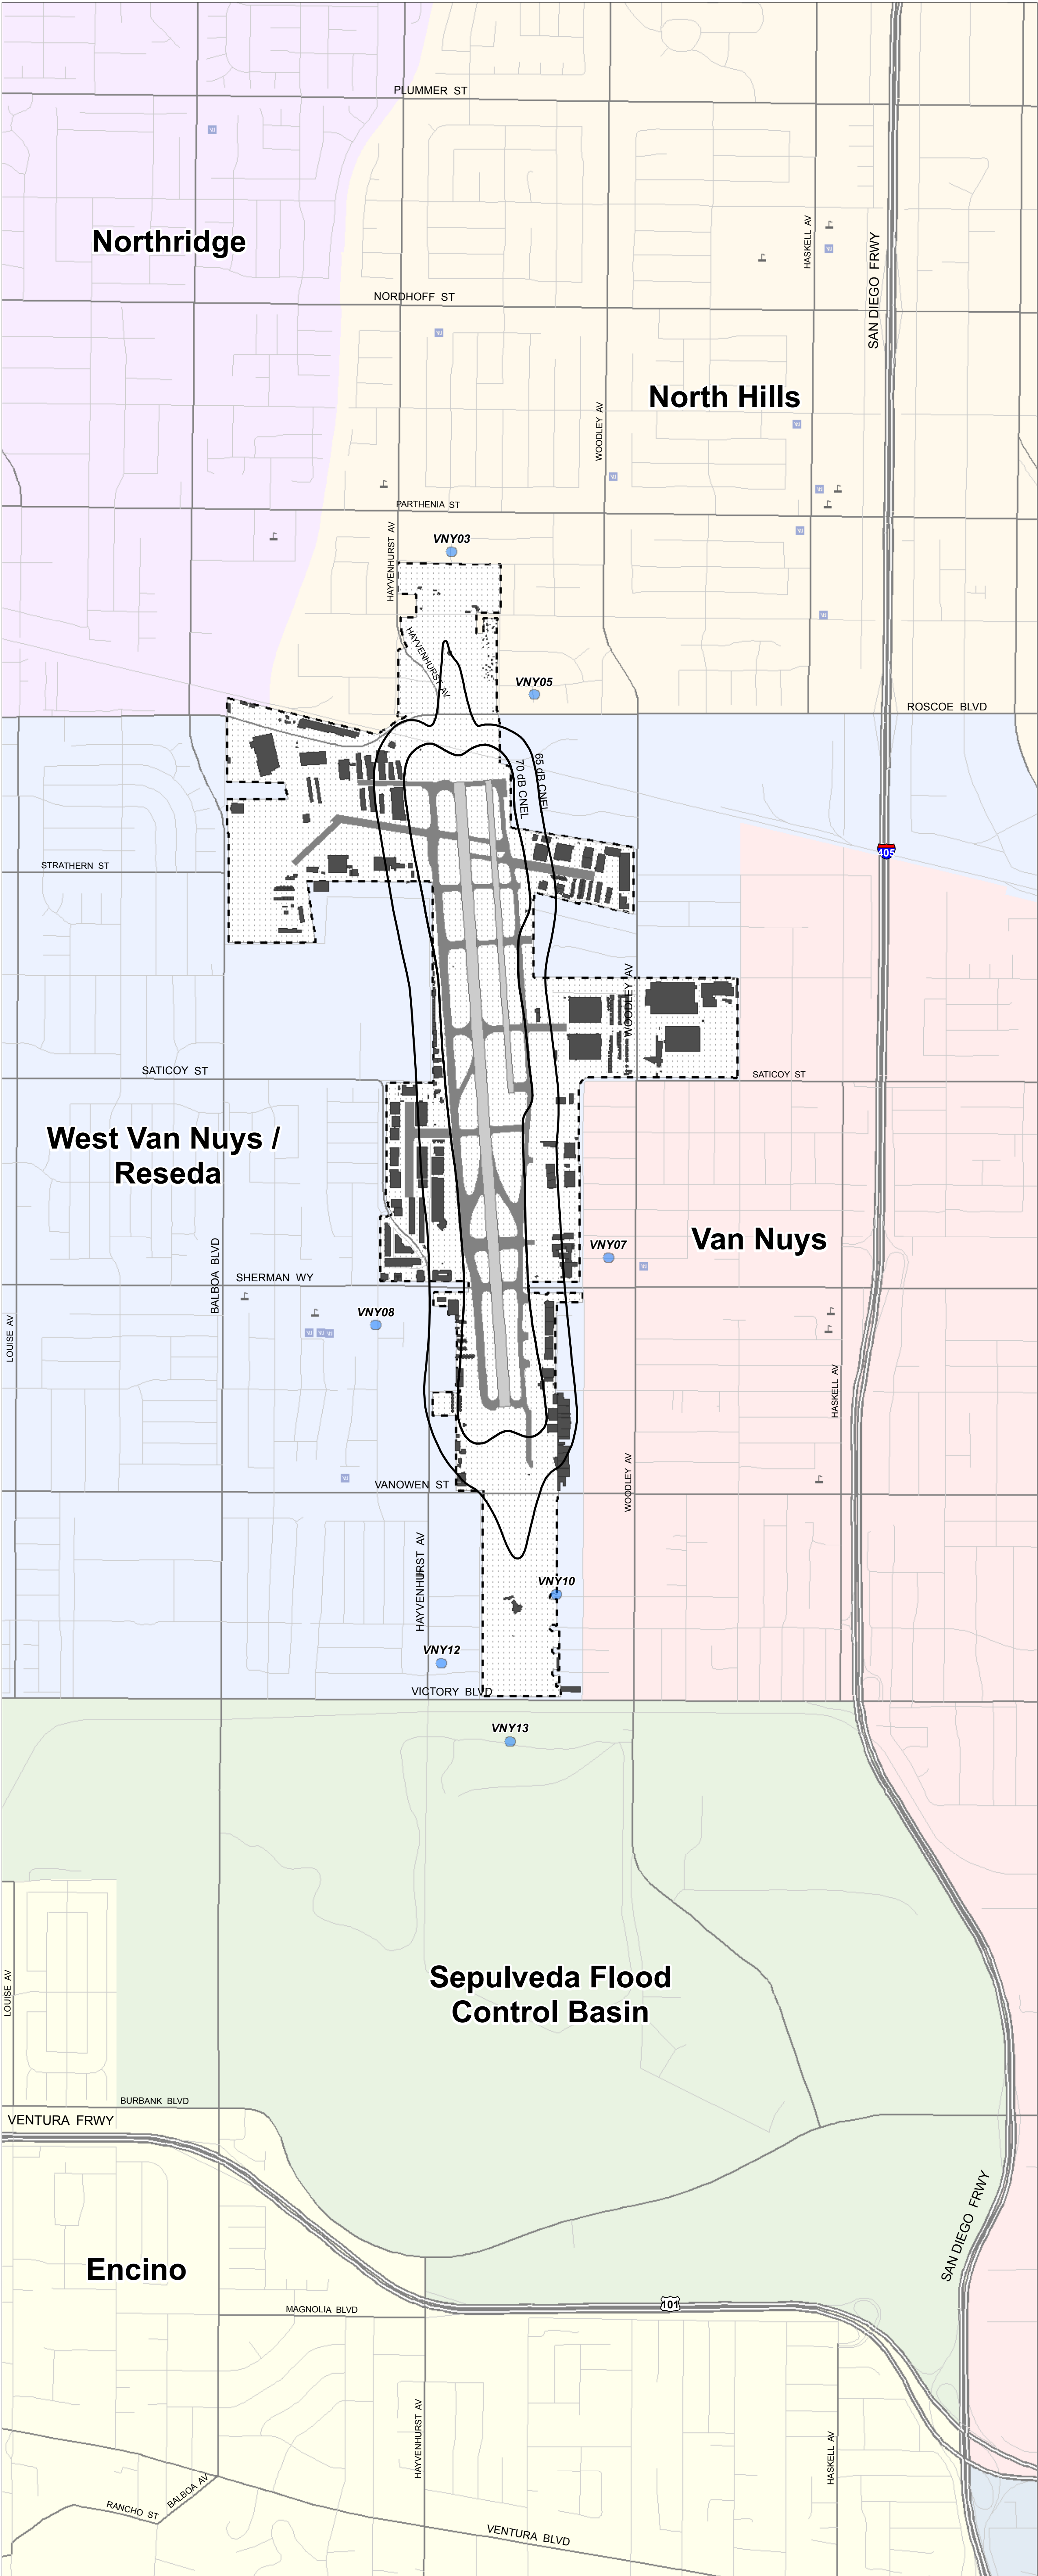 PLUMMER ST
Northridge
HASKELL AV
SAN DIEGO FRWY
NORDHOFF ST
North Hills
WOODLEY AV
PARTHENIA ST
HAYVENHURST AV
VNY03
HAYVENHURST AV
VNY05
ROSCOE BLVD
65 dB CNEL
70 dB CNEL
405
STRATHERN ST
WOODLEY AV
SATICOY ST
SATICOY ST
West Van Nuys /
Reseda
Van Nuys
VNY07
BALBOA BLVD
SHERMAN WY
VNY08
LOUISE AV
HASKELL AV
VANOWEN ST
WOODLEY AV
HAYVENHURST AV
VNY10
VNY12
VICTORY BLVD
VNY13
Sepulveda Flood
Control Basin
LOUISE AV
BURBANK BLVD
VENTURA FRWY
SAN DIEGO FRWY
Encino
101
MAGNOLIA BLVD
HAYVENHURST AV
HASKELL AV
BALBOA AV
RANCHO ST
VENTURA BLVD